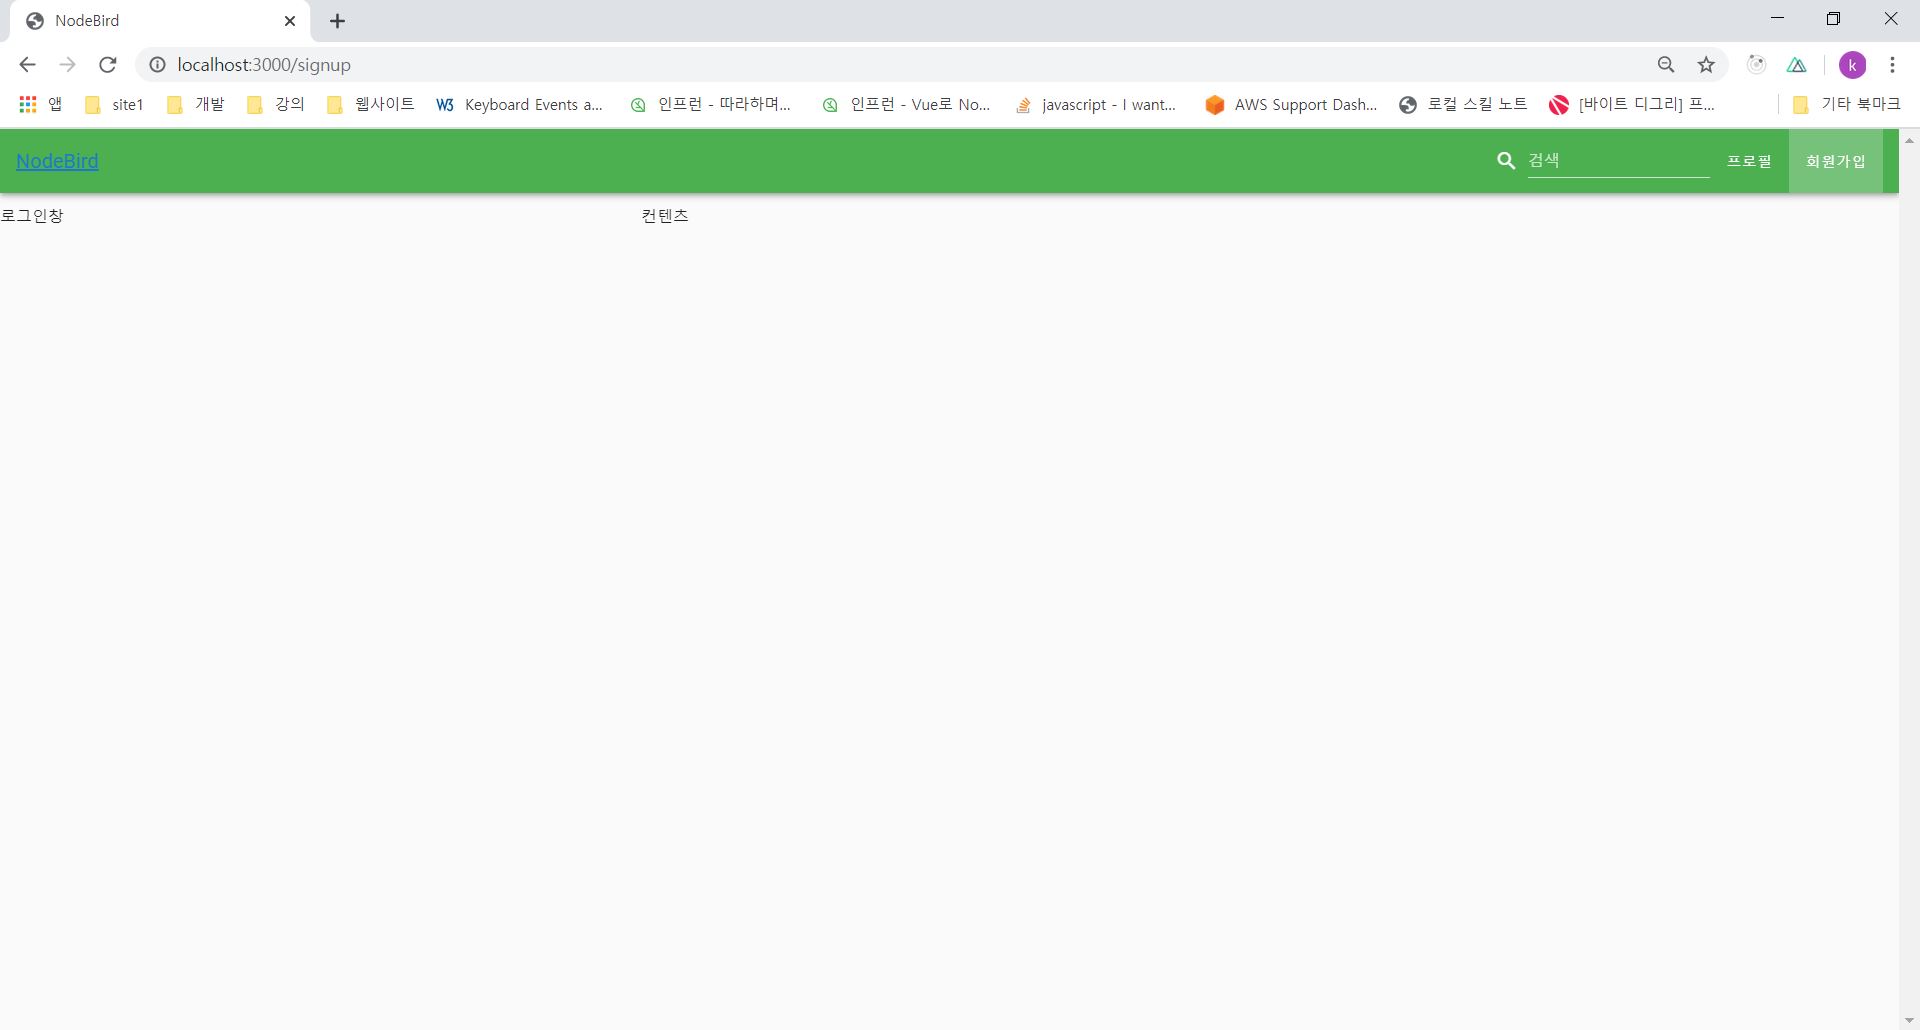 NodeBird
localhost:3000/signup
앱 site1 개발 강의 웹사이트 W3 Keyboard Events a... 인프런 - 따라하며... 인프런 - Vue로 No... javascript - I want... AWS Support Dash... 로컬 스킬 노트 [바이트 디그리] 프... 기타 북마크
k
NodeBird 검색 프로필 회원가입
로그인창 컨텐츠